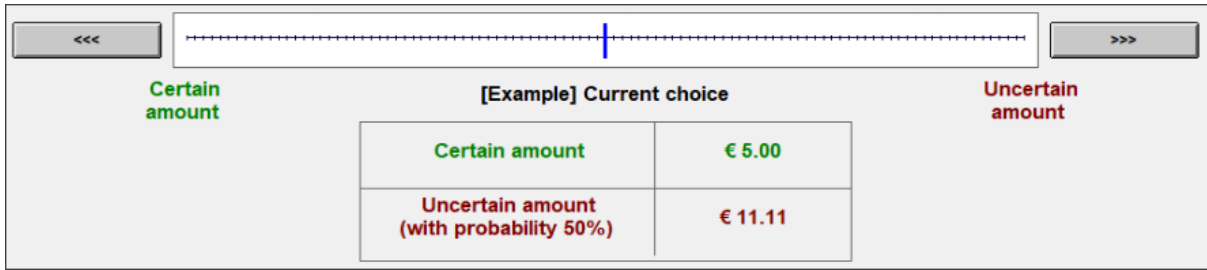 <<<
>>>
Certain
amount
[Example] Current choice
Uncertain
amount
Certain amount
€ 5.00
Uncertain amount
(with probability 50%)
€ 11.11